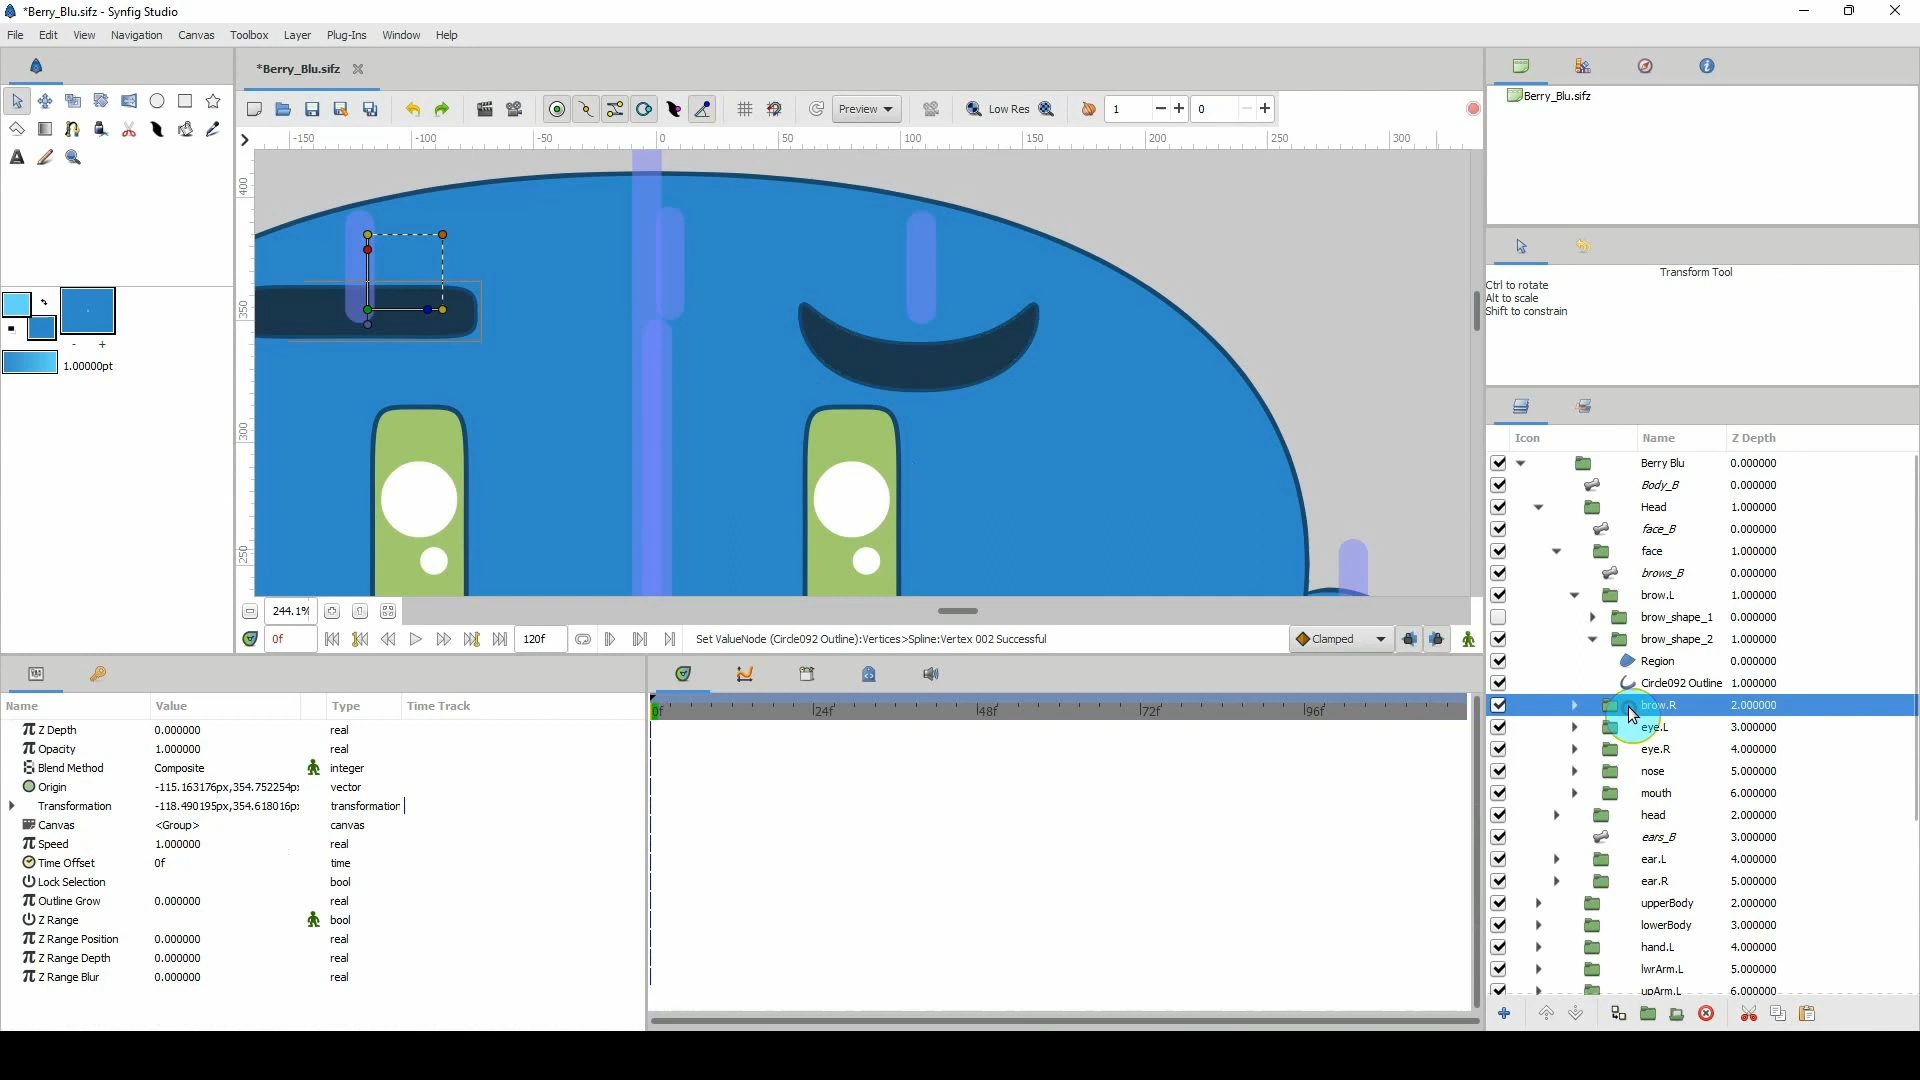 *Berry_Blu.sifz - Synfig Studio
File Edit View Navigation Canvas Toolbox Layer Plug-Ins Window Help
*Berry_Blu.sifz
Preview Low Res 1 0
-150 -100 -50 0 50 100 150 200 250 300
400
350
300
250
- +
1.00000pt
Berry_Blu.sifz
Transform Tool
Ctrl to rotate
Alt to scale
Shift to constrain
Icon Name Z Depth
Berry Blu 0.000000
Body_B 0.000000
Head 1.000000
face_B 0.000000
face 1.000000
brows_B 0.000000
brow.L 1.000000
brow_shape_1 0.000000
brow_shape_2 1.000000
Region 0.000000
Circle092 Outline 1.000000
brow.R 2.000000
eye.L 3.000000
eye.R 4.000000
nose 5.000000
mouth 6.000000
head 2.000000
ears_B 3.000000
ear.L 4.000000
ear.R 5.000000
upperBody 2.000000
lowerBody 3.000000
hand.L 4.000000
lwrArm.L 5.000000
upArm.L 6.000000
244.1%
0f 120f Set ValueNode (Circle092 Outline):Vertices>Spline:Vertex 002 Successful Clamped
Name Value Type Time Track
Z Depth 0.000000 real
Opacity 1.000000 real
Blend Method Composite integer
Origin -115.163176px,354.752254px vector
Transformation -118.490195px,354.618016px transformation
Canvas <Group> canvas
Speed 1.000000 real
Time Offset 0f time
Lock Selection bool
Outline Grow 0.000000 real
Z Range bool
Z Range Position 0.000000 real
Z Range Depth 0.000000 real
Z Range Blur 0.000000 real
0f 24f 48f 72f 96f